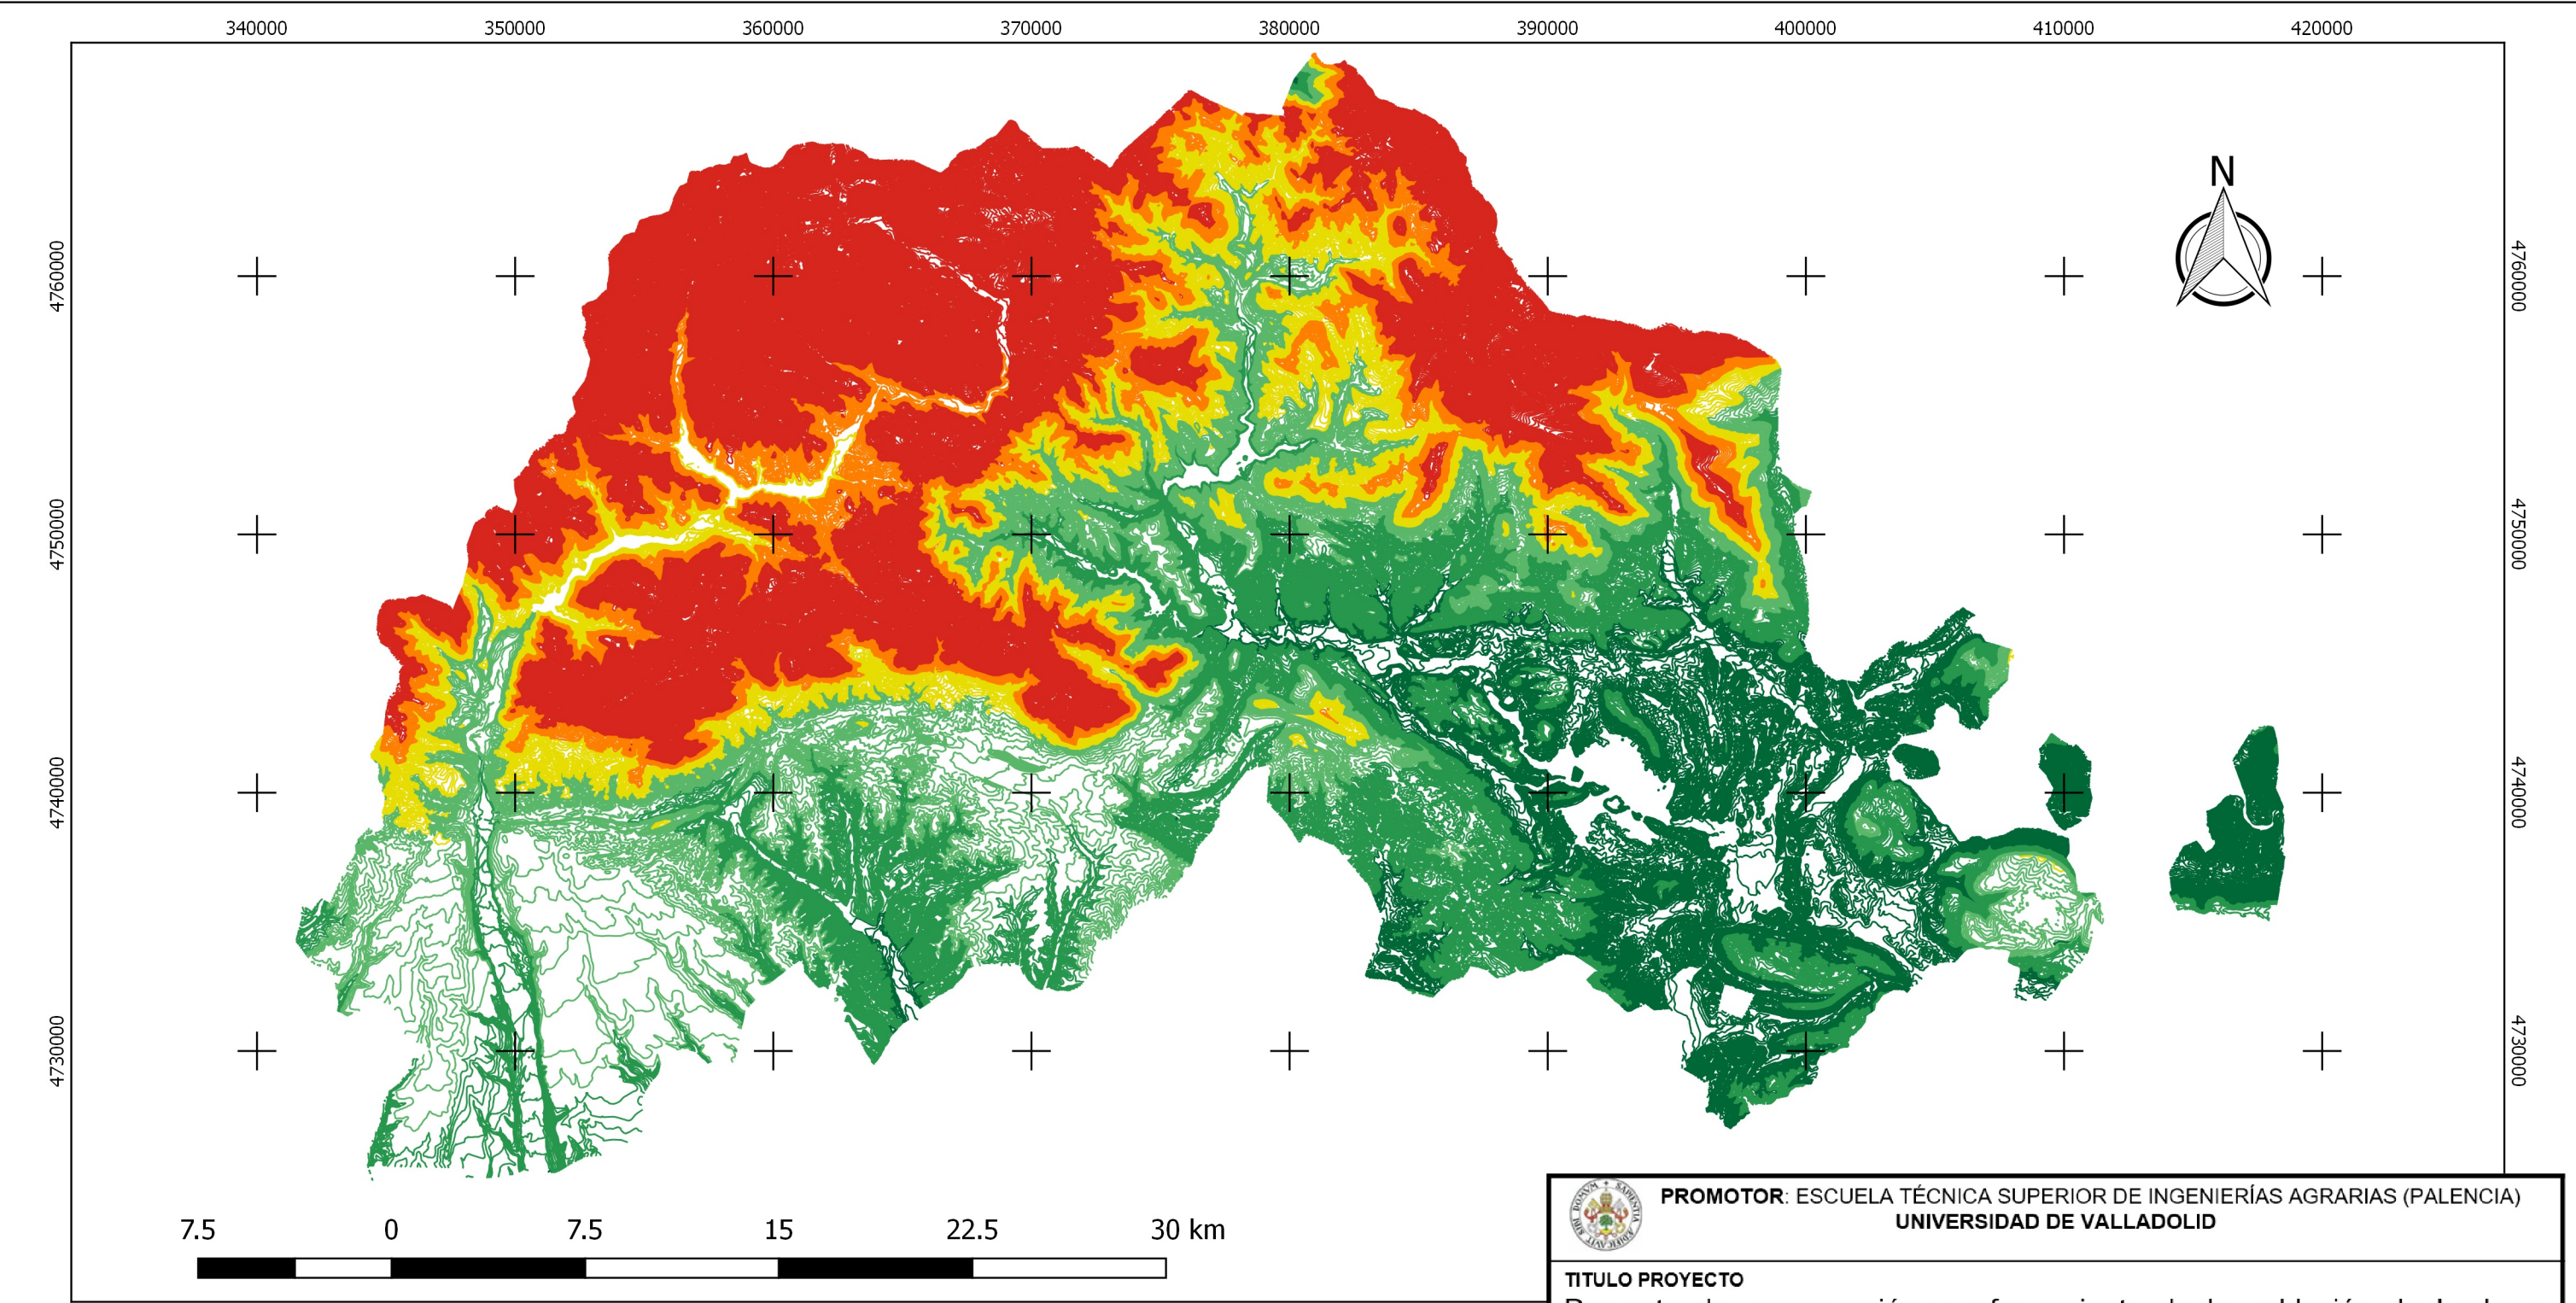 340000 350000 360000 370000 380000 390000 400000 410000 420000
N
4760000 4760000
4750000 4750000
4740000 4740000
4730000 4730000
7.5 0 7.5 15 22.5 30 km
PROMOTOR: ESCUELA TÉCNICA SUPERIOR DE INGENIERÍAS AGRARIAS (PALENCIA)
UNIVERSIDAD DE VALLADOLID
TITULO PROYECTO